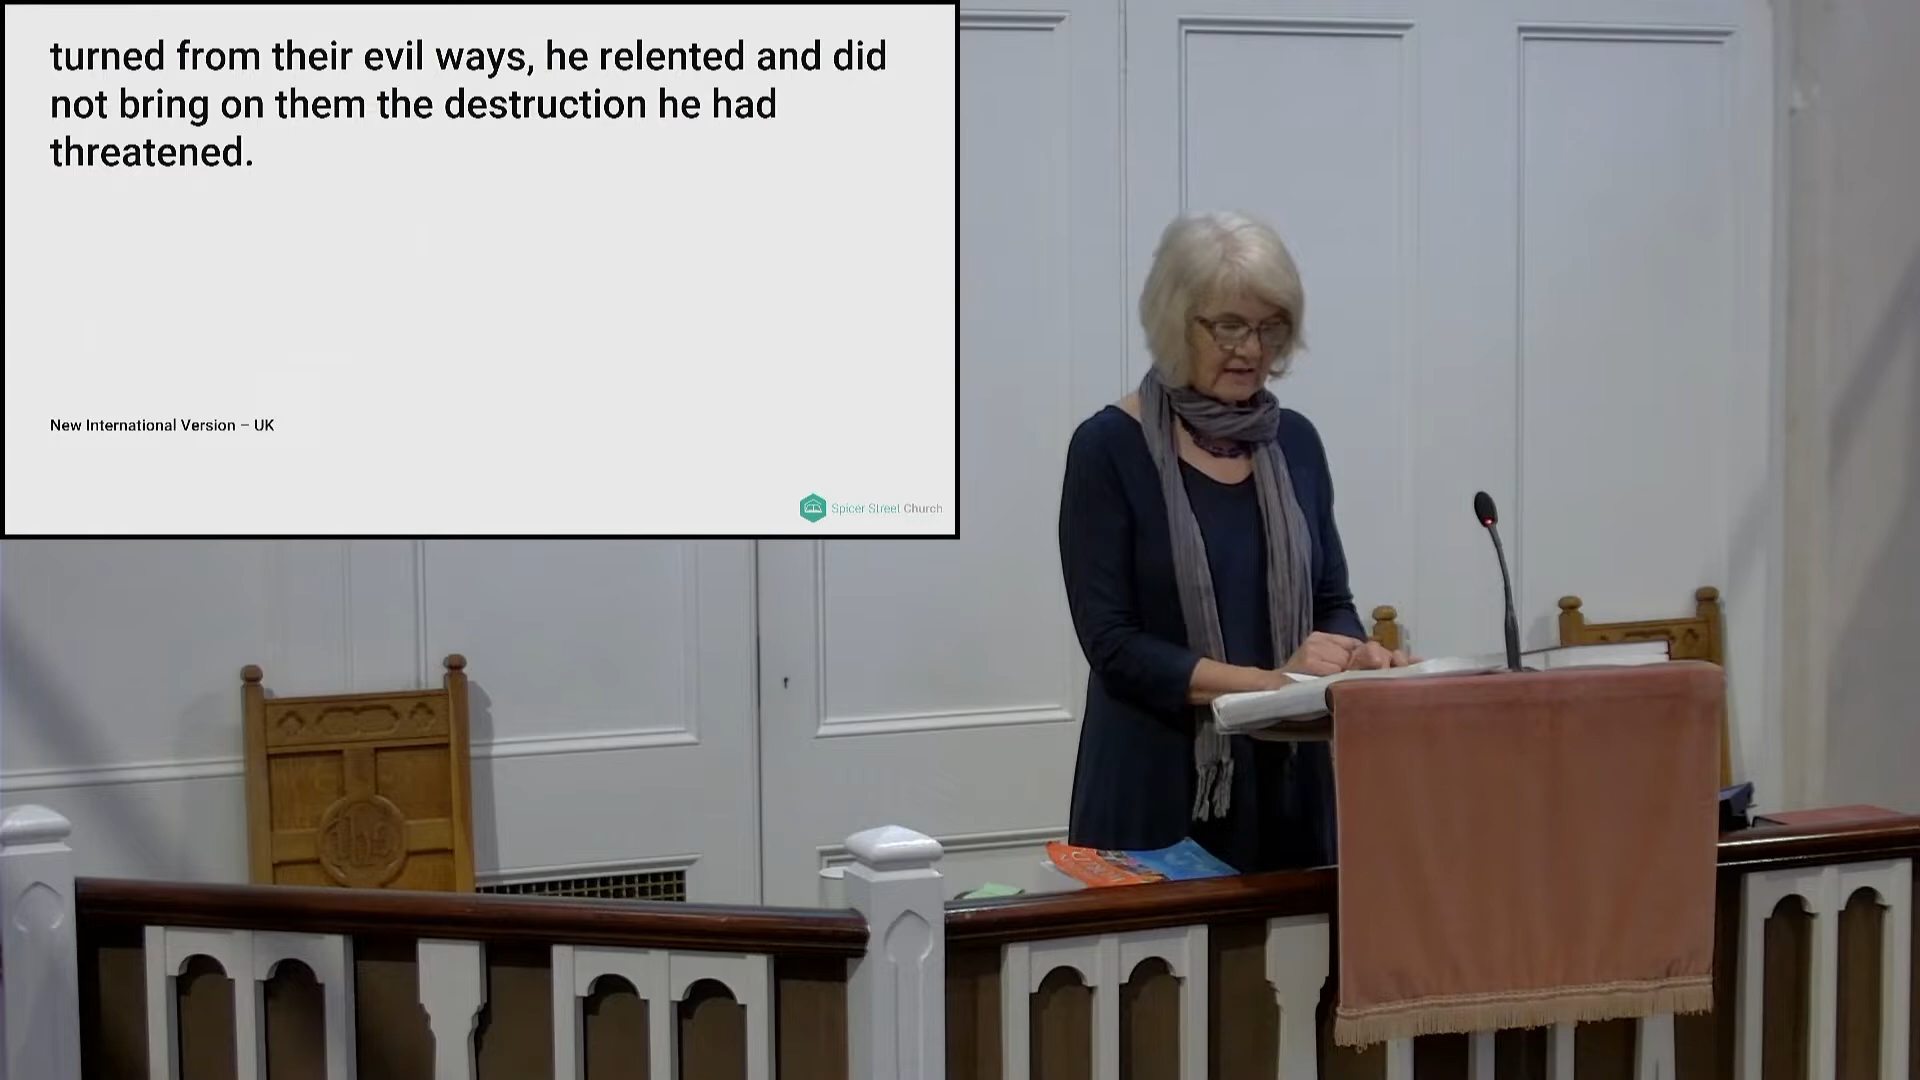 turned from their evil ways, he relented and did
not bring on them the destruction he had
threatened.
New International Version – UK
Spicer Street Church